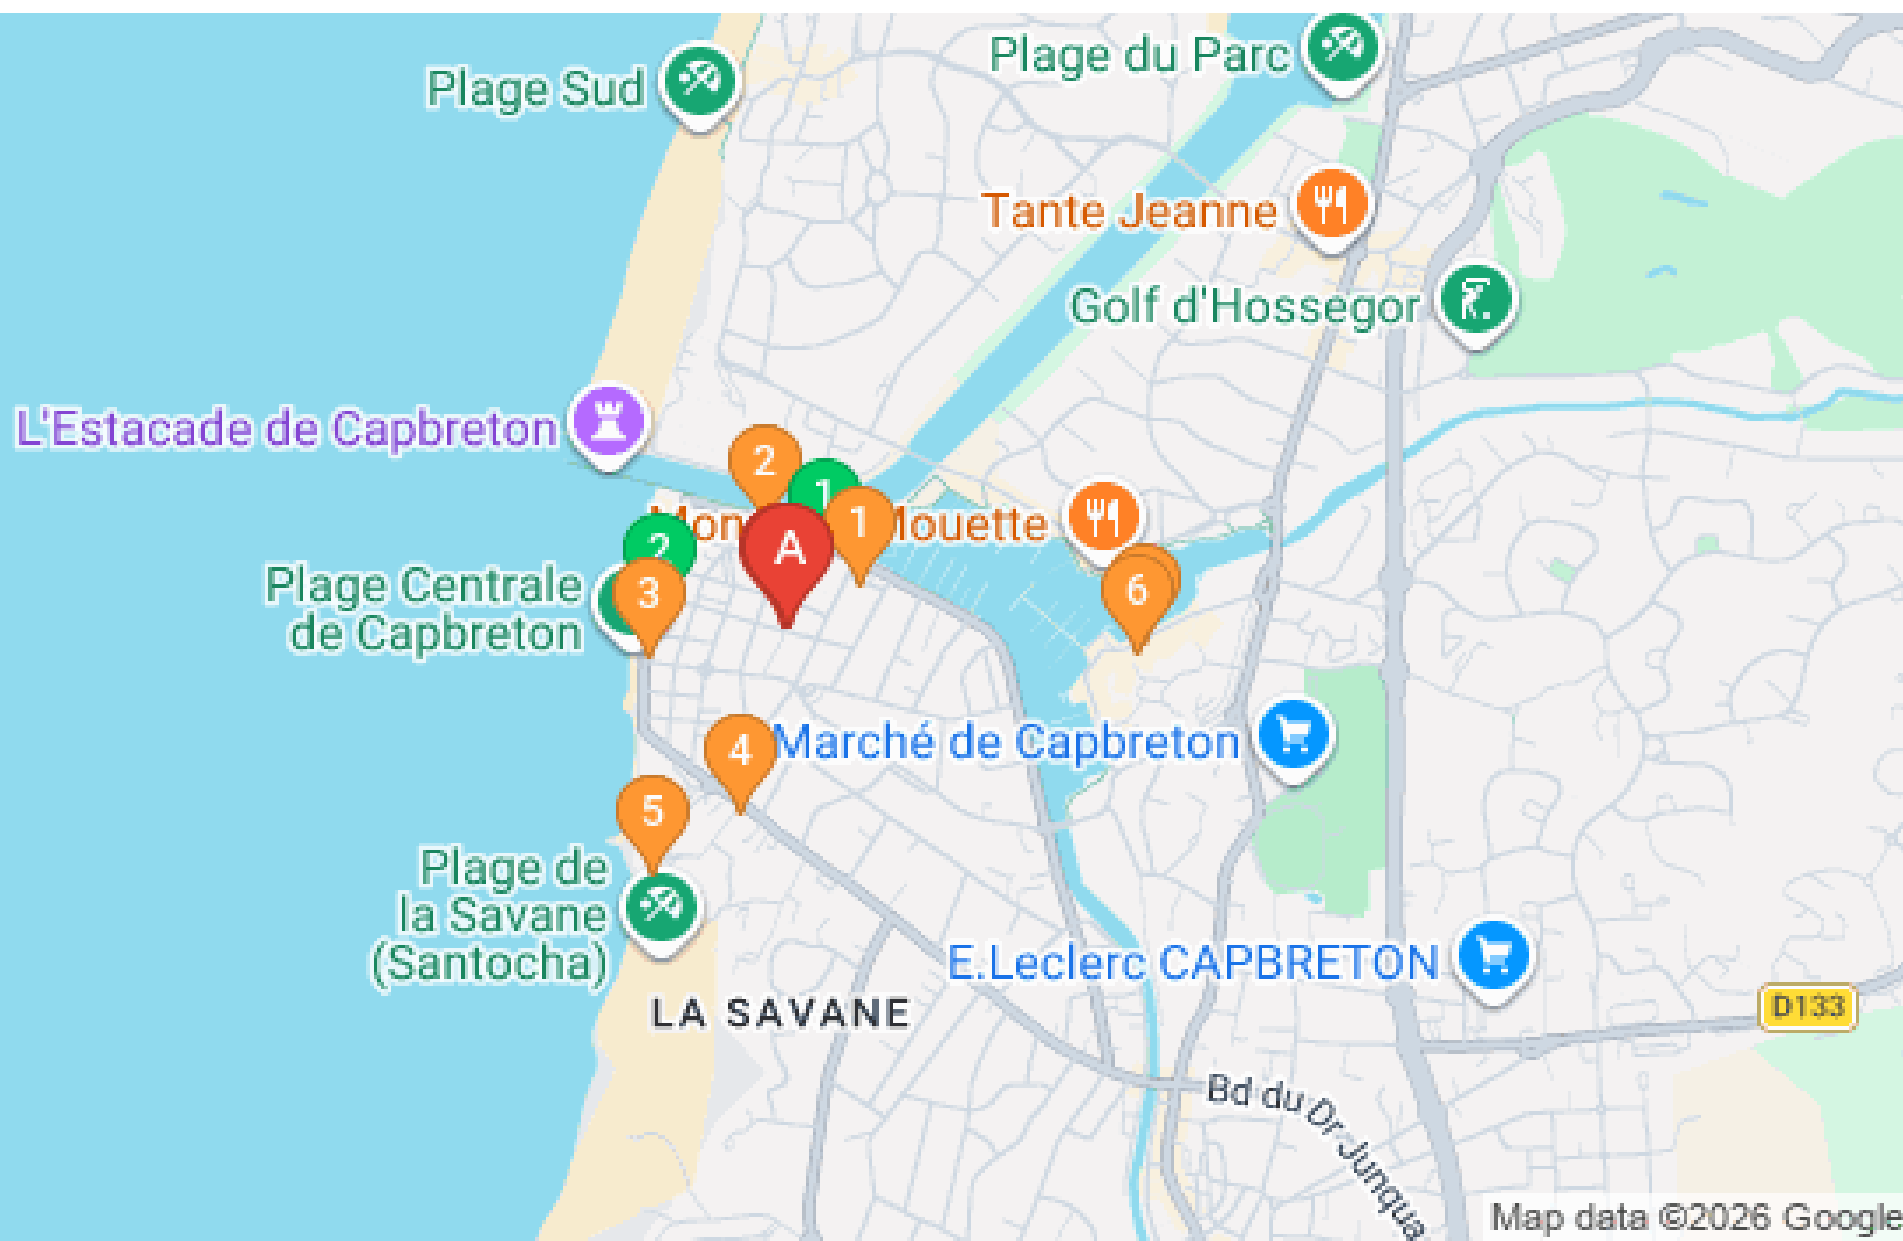 Plage Sud
Plage du Parc
Tante Jeanne
Golf d'Hossegor
L'Estacade de Capbreton
2
1
1
Mon
Mouette
A
2
3
6
Plage Centrale
de Capbreton
4
Marché de Capbreton
5
Plage de
la Savane
(Santocha)
E.Leclerc CAPBRETON
LA SAVANE
D133
Bd du Dr Junqua
Map data ©2026 Google